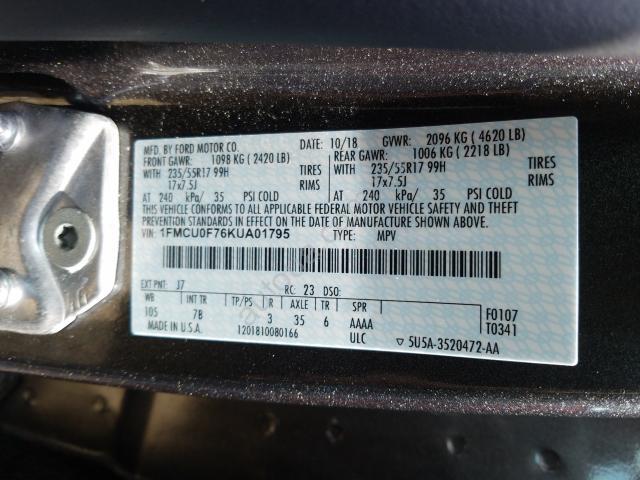 MFD. BY FORD MOTOR CO.
DATE: 10/18 GVWR: 2096 KG ( 4620 LB)
FRONT GAWR: 1098 KG ( 2420 LB) REAR GAWR: 1006 KG ( 2218 LB)
235/55R17 99H TIRES 235/55R17 99H TIRES
17x7.5J RIMS 17x7.5J RIMS
AT 240 kPa/ 35 PSI COLD AT 240 kPa/ 35 PSI COLD
THIS VEHICLE CONFORMS TO ALL APPLICABLE FEDERAL MOTOR VEHICLE SAFETY AND THEFT
PREVENTION STANDARDS IN EFFECT ON THE DATE OF MANUFACTURE SHOWN ABOVE.
VIN: 1FMCU0F76KUA01795 TYPE: MPV
EXT PNT: J7 RC: 23 DSO:
WB INT TR TP/PS R AXLE TR SPR
105 7B 3 35 6 AAAA
F0107
T0341
MADE IN U.S.A. 1201810080166 ULC
5U5A-3520472-AA